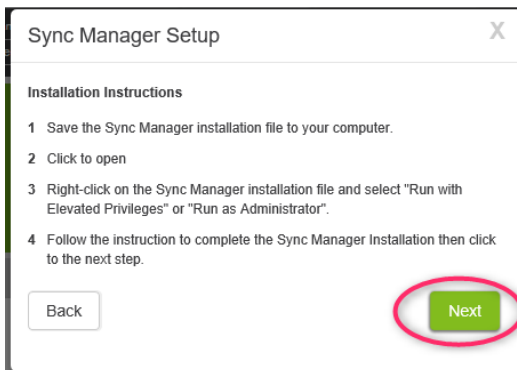 Sync Manager Setup
X
Installation Instructions
1 Save the Sync Manager installation file to your computer.
2 Click to open
3 Right-click on the Sync Manager installation file and select "Run with
Elevated Privileges" or "Run as Administrator".
4 Follow the instruction to complete the Sync Manager Installation then click
to the next step.
Back
Next